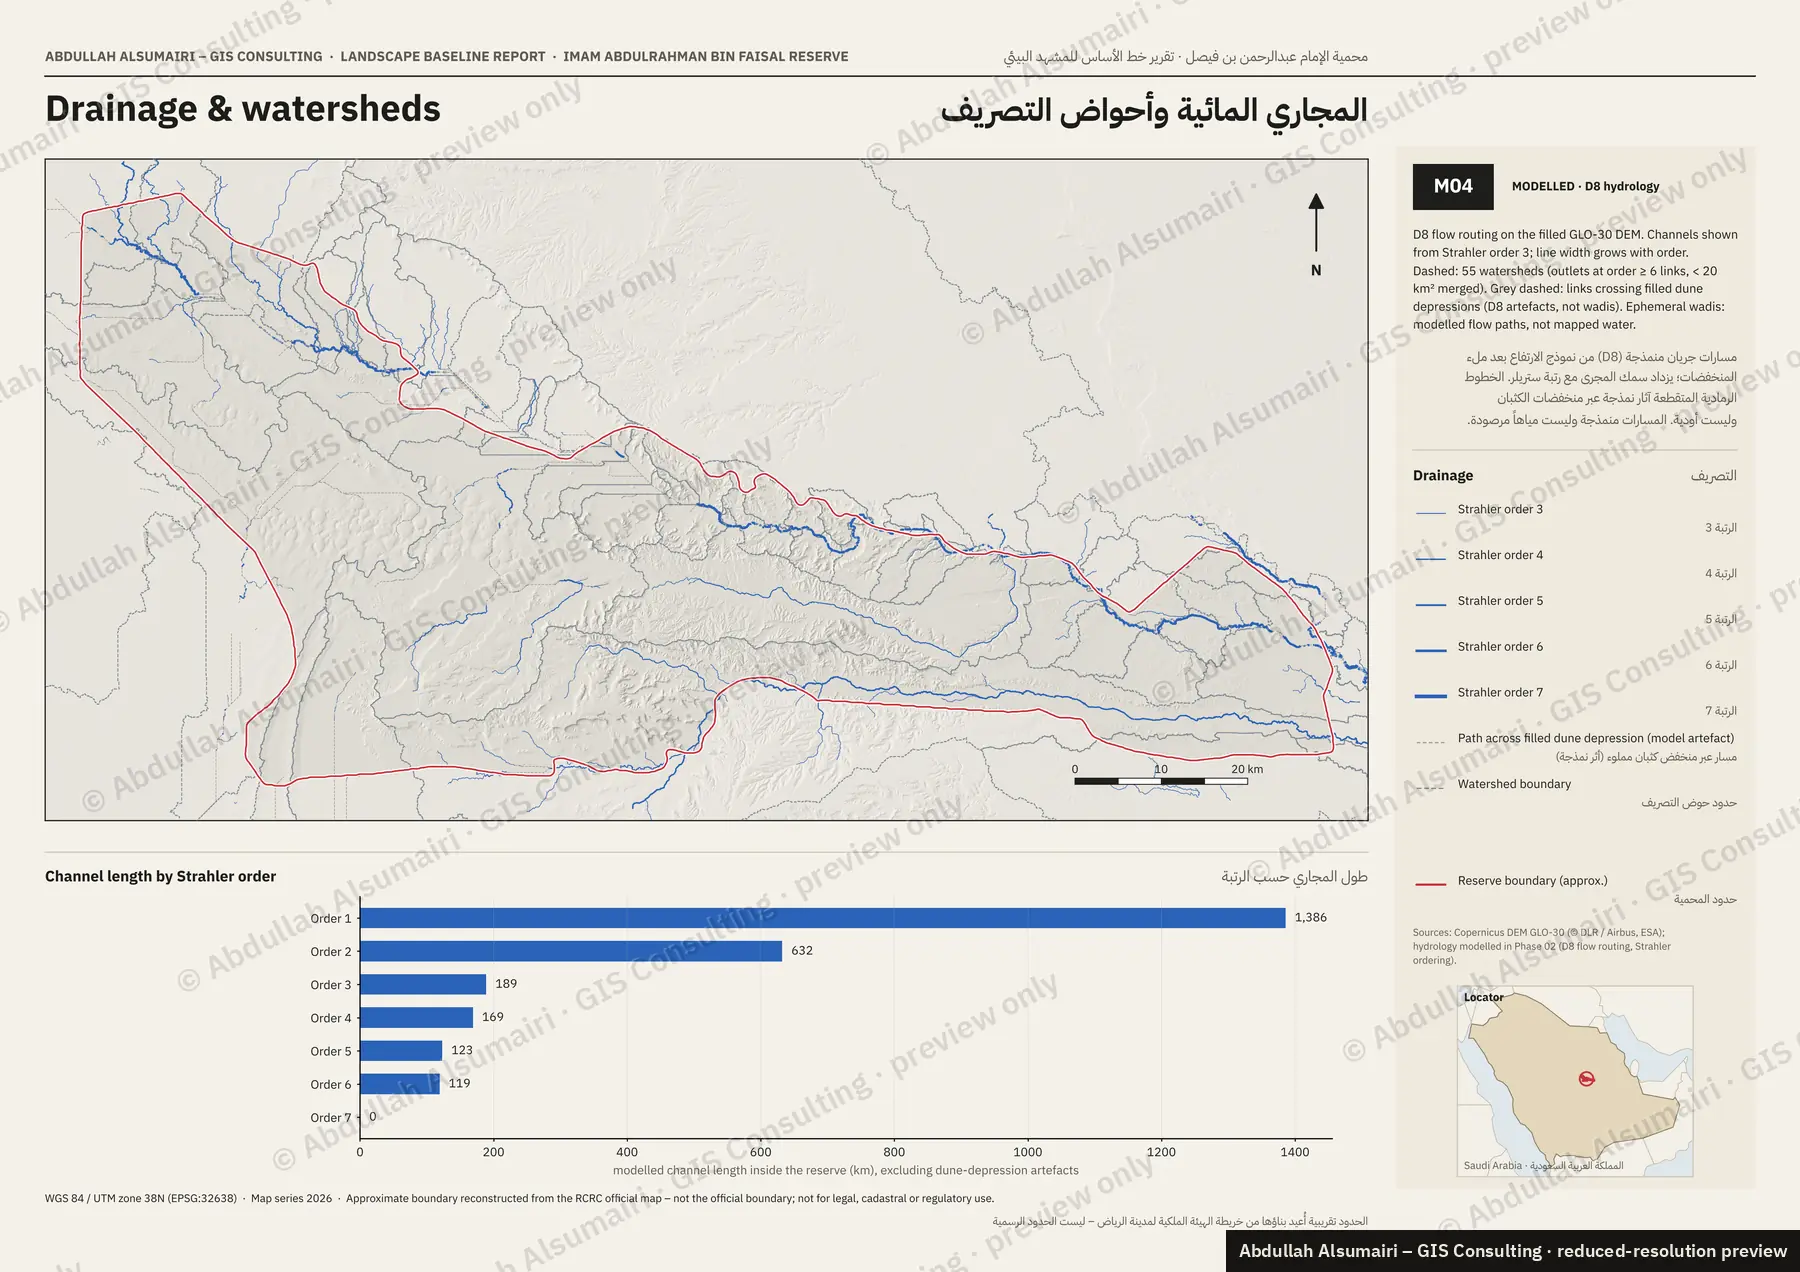 ABDULLAH ALSUMAIRI – GIS CONSULTING · LANDSCAPE BASELINE REPORT · IMAM ABDULRAHMAN BIN FAISAL RESERVE
محمية الإمام عبدالرحمن بن فيصل · تقرير خط الأساس للمشهد البيئي
Drainage & watersheds
المجاري المائية وأحواض التصريف
N
0 10 20 km
M04
MODELLED · D8 hydrology
D8 flow routing on the filled GLO-30 DEM. Channels shown
from Strahler order 3; line width grows with order.
Dashed: 55 watersheds (outlets at order ≥ 6 links, < 20
km² merged). Grey dashed: links crossing filled dune
depressions (D8 artefacts, not wadis). Ephemeral wadis:
modelled flow paths, not mapped water.
مسارات جريان منمذجة (D8) من نموذج الارتفاع بعد ملء
المنخفضات؛ يزداد سمك المجرى مع رتبة ستريلر. الخطوط
الرمادية المتقطعة آثار نمذجة عبر منخفضات الكثبان
وليست أودية. المسارات منمذجة وليست مياهاً مرصودة.
Drainage
التصريف
Strahler order 3
الرتبة 3
Strahler order 4
الرتبة 4
Strahler order 5
الرتبة 5
Strahler order 6
الرتبة 6
Strahler order 7
الرتبة 7
Path across filled dune depression (model artefact)
مسار عبر منخفض كثبان مملوء (أثر نمذجة)
Watershed boundary
حدود حوض التصريف
Reserve boundary (approx.)
حدود المحمية
Sources: Copernicus DEM GLO-30 (© DLR / Airbus, ESA);
hydrology modelled in Phase 02 (D8 flow routing, Strahler
ordering).
Locator
Saudi Arabia · المملكة العربية السعودية
Channel length by Strahler order
طول المجاري حسب الرتبة
Order 1 1,386
Order 2 632
Order 3 189
Order 4 169
Order 5 123
Order 6 119
Order 7 0
0 200 400 600 800 1000 1200 1400
modelled channel length inside the reserve (km), excluding dune-depression artefacts
WGS 84 / UTM zone 38N (EPSG:32638) · Map series 2026 · Approximate boundary reconstructed from the RCRC official map – not the official boundary; not for legal, cadastral or regulatory use.
الحدود تقريبية أُعيد بناؤها من خريطة الهيئة الملكية لمدينة الرياض – ليست الحدود الرسمية
© Abdullah Alsumairi · GIS Consulting · preview only
Abdullah Alsumairi – GIS Consulting · reduced-resolution preview